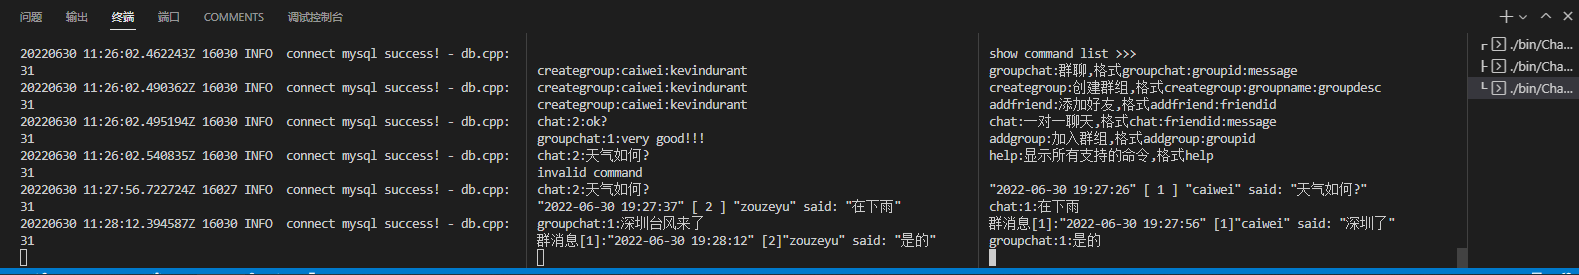 问题 输出 终端 端口 COMMENTS 调试控制台
20220630 11:26:02.462243Z 16030 INFO  connect mysql success! - db.cpp:
31
20220630 11:26:02.490362Z 16030 INFO  connect mysql success! - db.cpp:
31
20220630 11:26:02.495194Z 16030 INFO  connect mysql success! - db.cpp:
31
20220630 11:26:02.540835Z 16030 INFO  connect mysql success! - db.cpp:
31
20220630 11:27:56.722724Z 16027 INFO  connect mysql success! - db.cpp:
31
20220630 11:28:12.394587Z 16030 INFO  connect mysql success! - db.cpp:
31
creategroup:caiwei:kevindurant
creategroup:caiwei:kevindurant
creategroup:caiwei:kevindurant
chat:2:ok?
groupchat:1:very good!!!
chat:2:天气如何?
invalid command
chat:2:天气如何?
"2022-06-30 19:27:37" [ 2 ] "zouzeyu" said: "在下雨"
groupchat:1:深圳台风来了
群消息[1]:"2022-06-30 19:28:12" [2]"zouzeyu" said: "是的"
show command list >>>
groupchat:群聊,格式groupchat:groupid:message
creategroup:创建群组,格式creategroup:groupname:groupdesc
addfriend:添加好友,格式addfriend:friendid
chat:一对一聊天,格式chat:friendid:message
addgroup:加入群组,格式addgroup:groupid
help:显示所有支持的命令,格式help
"2022-06-30 19:27:26" [ 1 ] "caiwei" said: "天气如何?"
chat:1:在下雨
群消息[1]:"2022-06-30 19:27:56" [1]"caiwei" said: "深圳了"
groupchat:1:是的
./bin/Cha...
./bin/Cha...
./bin/Cha...